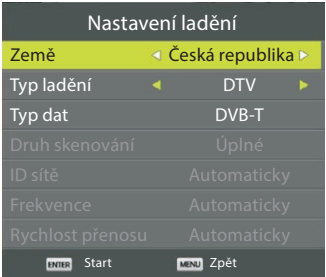 Nastavení ladění
Země Česká republika
Typ ladění DTV
Typ dat DVB-T
Druh skenování Úplné
ID sítě Automaticky
Frekvence Automaticky
Rychlost přenosu Automaticky
ENTER Start MENU Zpět